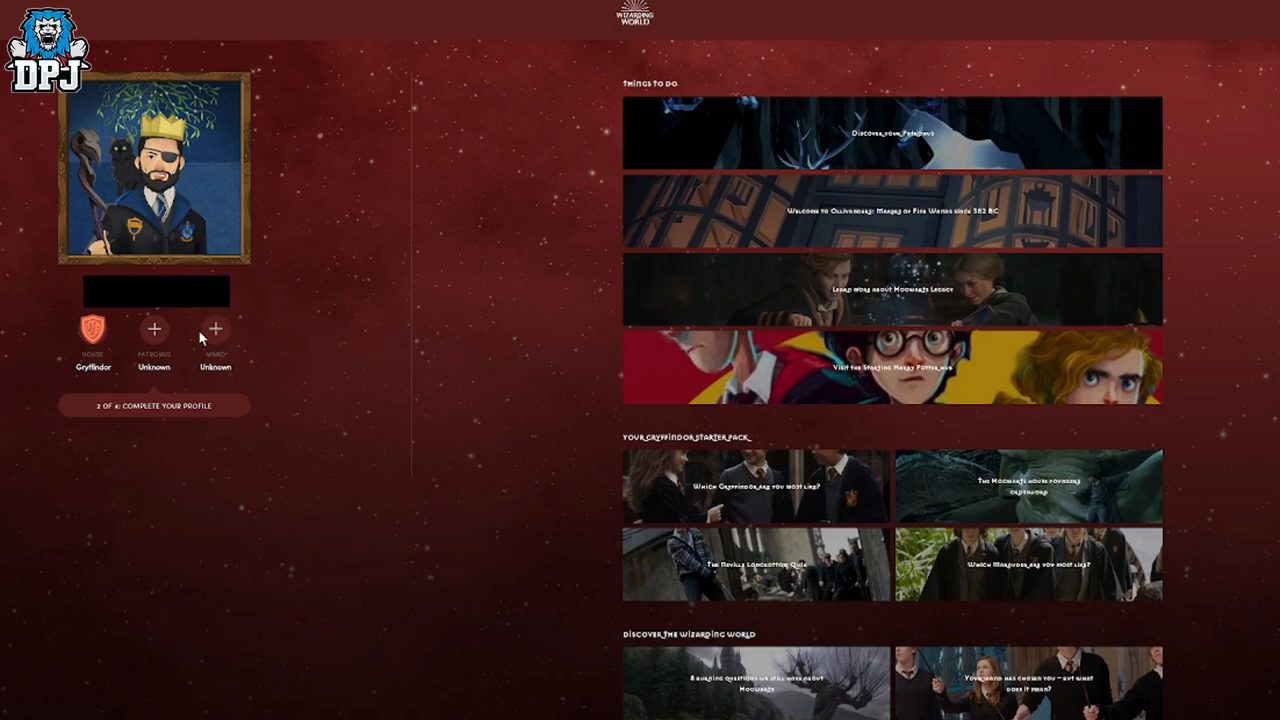 DPJ
WIZARDING
WORLD
HOUSE
Gryffindor
PATRONUS
Unknown
WAND
Unknown
2 OF 4: COMPLETE YOUR PROFILE
THINGS TO DO
DISCOVER YOUR PATRONUS
WELCOME TO OLLIVANDERS: MAKERS OF FINE WANDS SINCE 382 BC
LEARN MORE ABOUT HOGWARTS LEGACY
VISIT THE STARTING HARRY POTTER HUB
YOUR GRYFFINDOR STARTER PACK
WHICH GRYFFINDOR ARE YOU MOST LIKE?
THE HOGWARTS HOUSE FOUNDERS
CROSSWORD
THE NEVILLE LONGBOTTOM QUIZ
WHICH MARAUDER ARE YOU MOST LIKE?
DISCOVER THE WIZARDING WORLD
8 BURNING QUESTIONS WE STILL HAVE ABOUT
HOGWARTS
YOUR WAND HAS CHOSEN YOU – BUT WHAT
DOES IT MEAN?